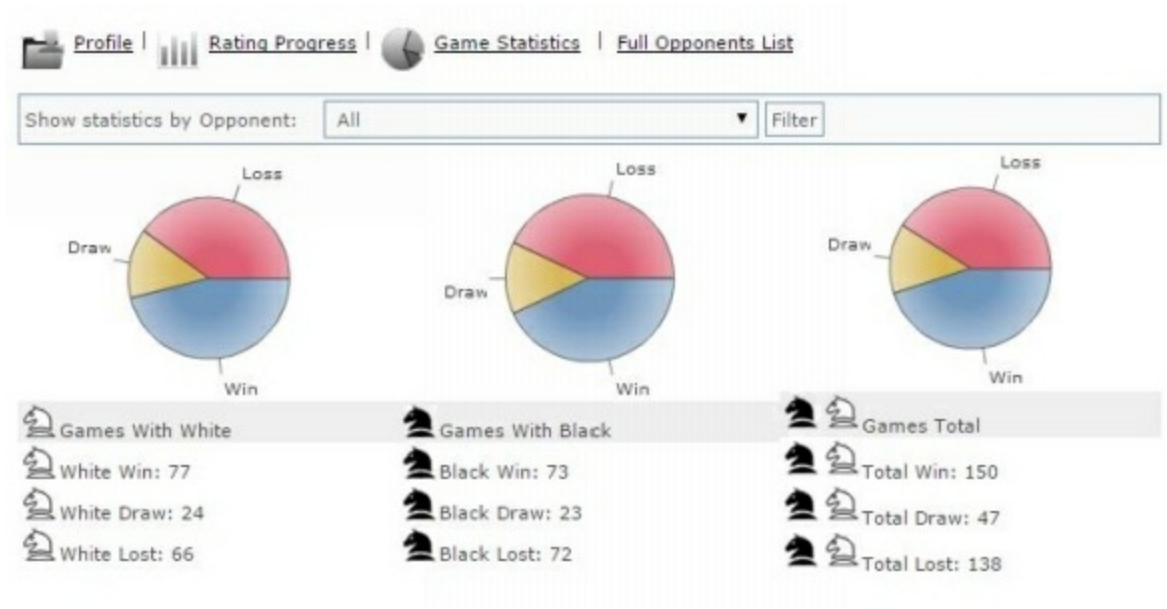 Profile | Rating Progress | Game Statistics | Full Opponents List
Show statistics by Opponent: All ▼ Filter
Loss
Draw
Win
Loss
Draw
Win
Loss
Draw
Win
Games With White
White Win: 77
White Draw: 24
White Lost: 66
Games With Black
Black Win: 73
Black Draw: 23
Black Lost: 72
Games Total
Total Win: 150
Total Draw: 47
Total Lost: 138